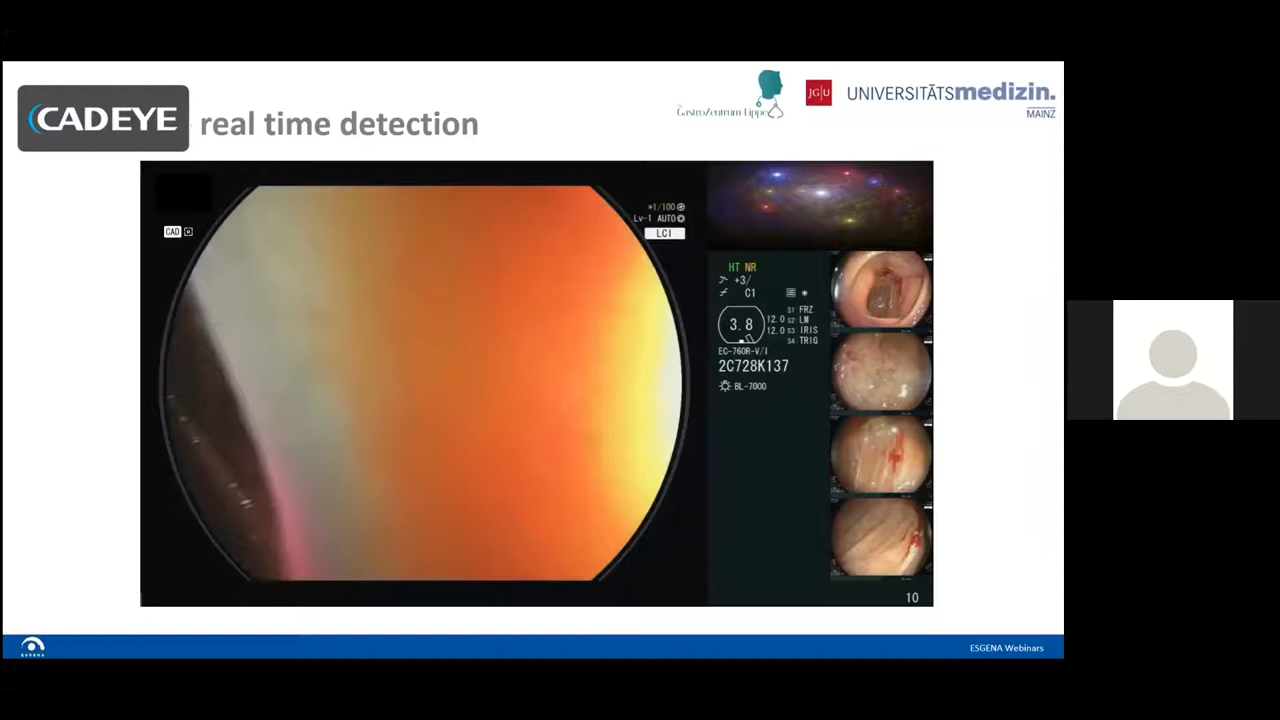 CADEYE real time detection
GastroZentrum Lippe
JG|U UNIVERSITÄTSmedizin.
MAINZ
CAD
*1/100
Lv-1 AUTO
LCI
HT NR
+3/
C1 *
S1 FRZ
3.8 12.0 S2 LM
12.0 S3 IRIS
S4 TRIG
EC-760R-V/I
2C728K137
BL-7000
10
ESGENA
ESGENA Webinars